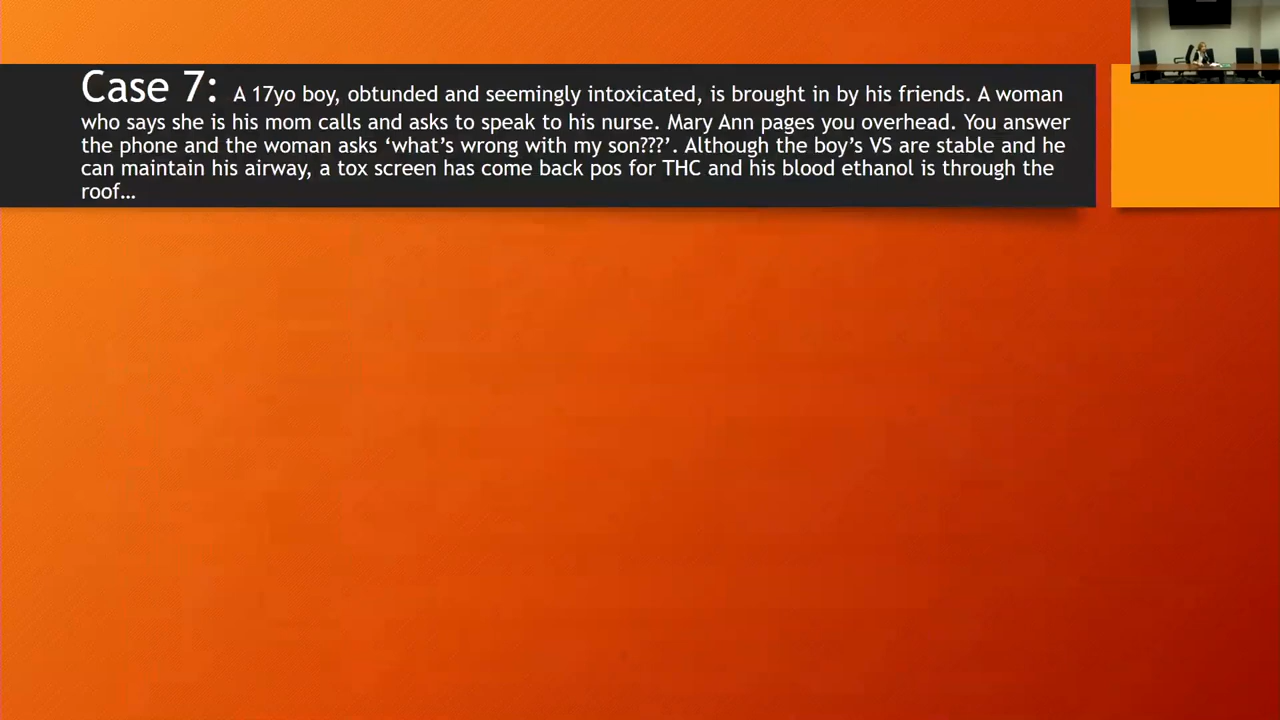 Case 7: A 17yo boy, obtunded and seemingly intoxicated, is brought in by his friends. A woman
who says she is his mom calls and asks to speak to his nurse. Mary Ann pages you overhead. You answer
the phone and the woman asks ‘what’s wrong with my son???’. Although the boy’s VS are stable and he
can maintain his airway, a tox screen has come back pos for THC and his blood ethanol is through the
roof…